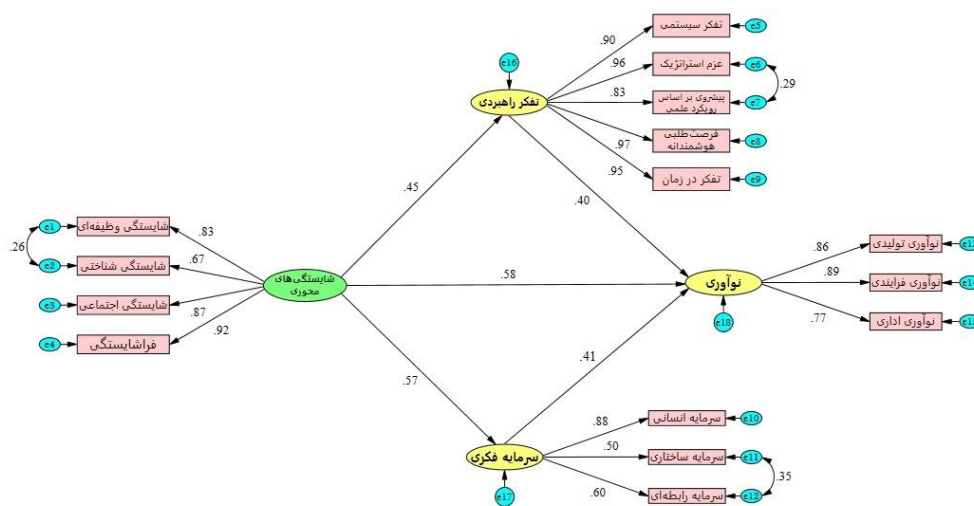 تفکر سیستمی
e5
.90
e16
عزم استراتژیک
e6
.96
.29
تفکر راهبردی
.83
پیشروی بر اساس
رویکرد علمی
e7
فرصت‌طلبی
هوشمندانه
e8
.97
.95
تفکر در زمان
e9
.45
.40
e1
شایستگی وظیفه‌ای
.83
.26
e2
شایستگی شناختی
.67
شایستگی‌های
محوری
.58
e3
شایستگی اجتماعی
.87
e4
فراشایستگی
.92
نوآوری
.86
نوآوری تولیدی
.89
نوآوری فرایندی
.77
نوآوری اداری
e18
.57
.41
.88
سرمایه انسانی
e10
سرمایه فکری
.50
سرمایه ساختاری
e11
.35
.60
سرمایه رابطه‌ای
e12
e17